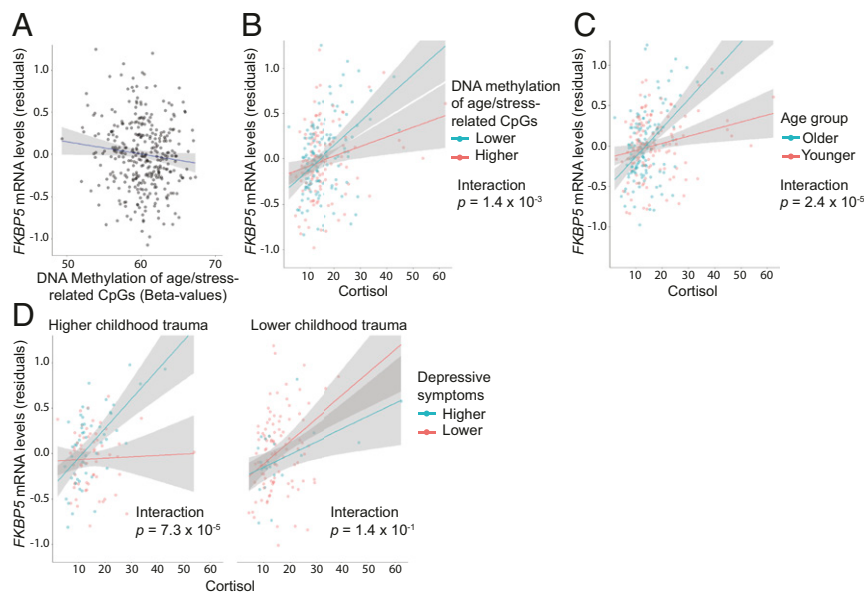 A
FKBP5 mRNA levels (residuals)
1.0
0.5
0.0
-0.5
-1.0
50
60
70
DNA Methylation of age/stress-
related CpGs (Beta-values)
B
FKBP5 mRNA levels (residuals)
1.0
0.5
0.0
-0.5
-1.0
10 20 30 40 50 60
Cortisol
DNA methylation
of age/stress-
related CpGs
Lower
Higher
Interaction
p = 1.4 x 10-3
C
FKBP5 mRNA levels (residuals)
1.0
0.5
0.0
-0.5
-1.0
10 20 30 40 50 60
Cortisol
Age group
Older
Younger
Interaction
p = 2.4 x 10-5
D
Higher childhood trauma
Lower childhood trauma
FKBP5 mRNA levels (residuals)
1.0
0.5
0.0
-0.5
-1.0
Interaction
p = 7.3 x 10-5
Interaction
p = 1.4 x 10-1
10 20 30 40 50 60
10 20 30 40 50 60
Cortisol
Depressive
symptoms
Higher
Lower